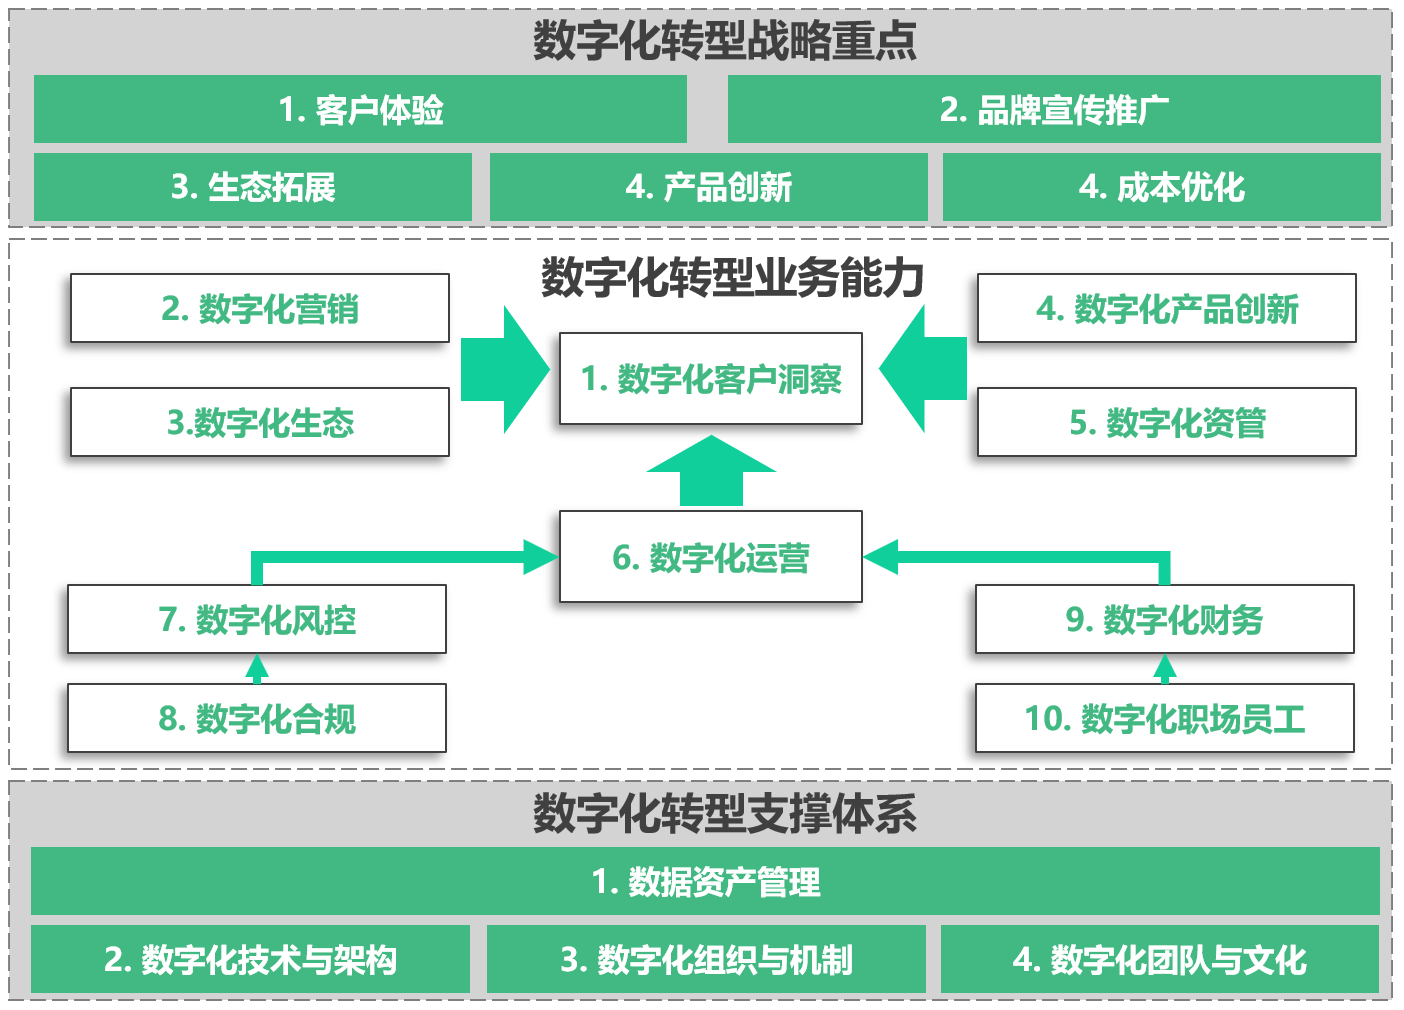 数字化转型战略重点
1. 客户体验
2. 品牌宣传推广
3. 生态拓展
4. 产品创新
4. 成本优化
数字化转型业务能力
2. 数字化营销
4. 数字化产品创新
1. 数字化客户洞察
3.数字化生态
5. 数字化资管
6. 数字化运营
7. 数字化风控
9. 数字化财务
8. 数字化合规
10. 数字化职场员工
数字化转型支撑体系
1. 数据资产管理
2. 数字化技术与架构
3. 数字化组织与机制
4. 数字化团队与文化